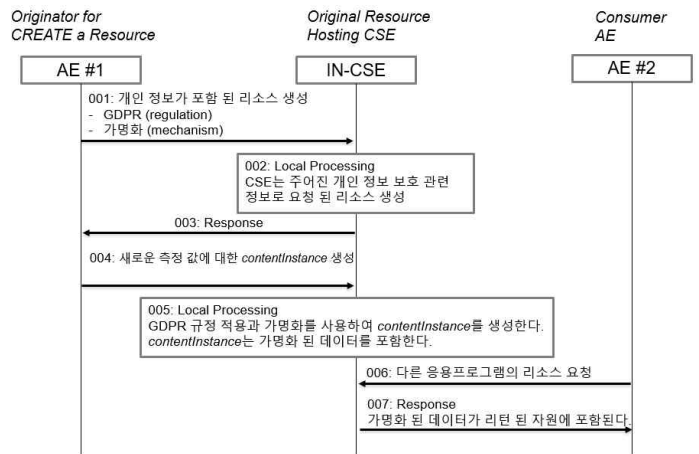 Originator for
CREATE a Resource
Original Resource
Hosting CSE
Consumer
AE
AE #1
IN-CSE
AE #2
001: 개인 정보가 포함 된 리소스 생성
- GDPR (regulation)
- 가명화 (mechanism)
002: Local Processing
CSE는 주어진 개인 정보 보호 관련
정보로 요청 된 리소스 생성
003: Response
004: 새로운 측정 값에 대한 contentInstance 생성
005: Local Processing
GDPR 규정 적용과 가명화를 사용하여 contentInstance를 생성한다.
contentInstance는 가명화 된 데이터를 포함한다.
006: 다른 응용프로그램의 리소스 요청
007: Response
가명화 된 데이터가 리턴 된 자원에 포함된다.